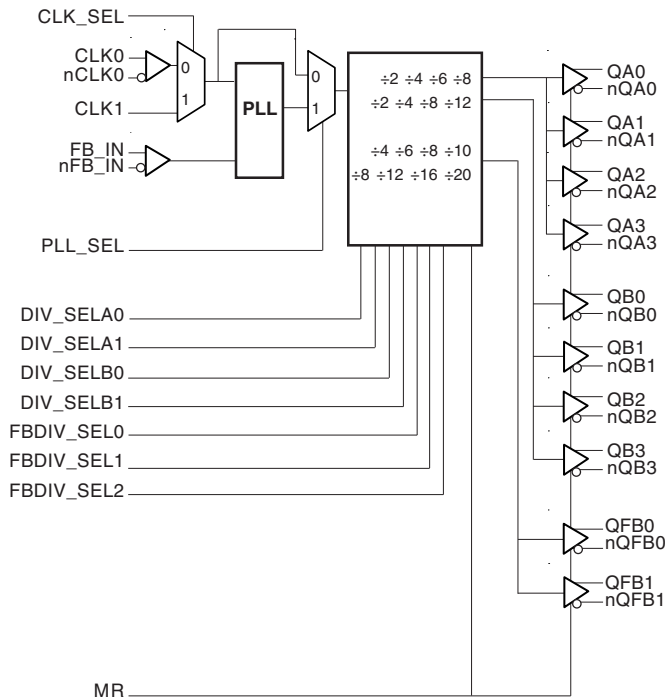 CLK_SEL
CLK0
nCLK0
0
CLK1
1
PLL
0
1
FB_IN
nFB_IN
PLL_SEL
÷2 ÷4 ÷6 ÷8
÷2 ÷4 ÷8 ÷12
÷4 ÷6 ÷8 ÷10
÷8 ÷12 ÷16 ÷20
DIV_SELA0
DIV_SELA1
DIV_SELB0
DIV_SELB1
FBDIV_SEL0
FBDIV_SEL1
FBDIV_SEL2
MR
QA0
nQA0
QA1
nQA1
QA2
nQA2
QA3
nQA3
QB0
nQB0
QB1
nQB1
QB2
nQB2
QB3
nQB3
QFB0
nQFB0
QFB1
nQFB1